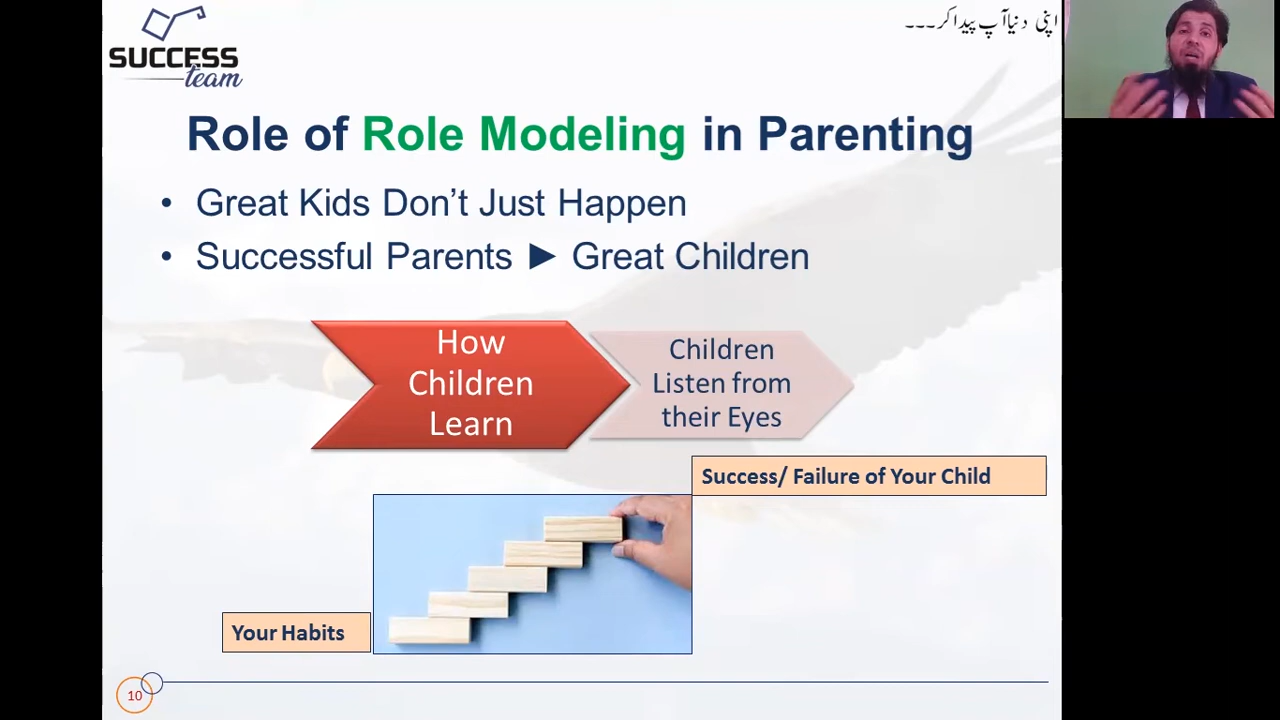 SUCCESS
team
اپنی دنیا آپ پیدا کر۔۔۔
Role of Role Modeling in Parenting
• Great Kids Don’t Just Happen
• Successful Parents ► Great Children
How
Children
Learn
Children
Listen from
their Eyes
Success/ Failure of Your Child
Your Habits
10